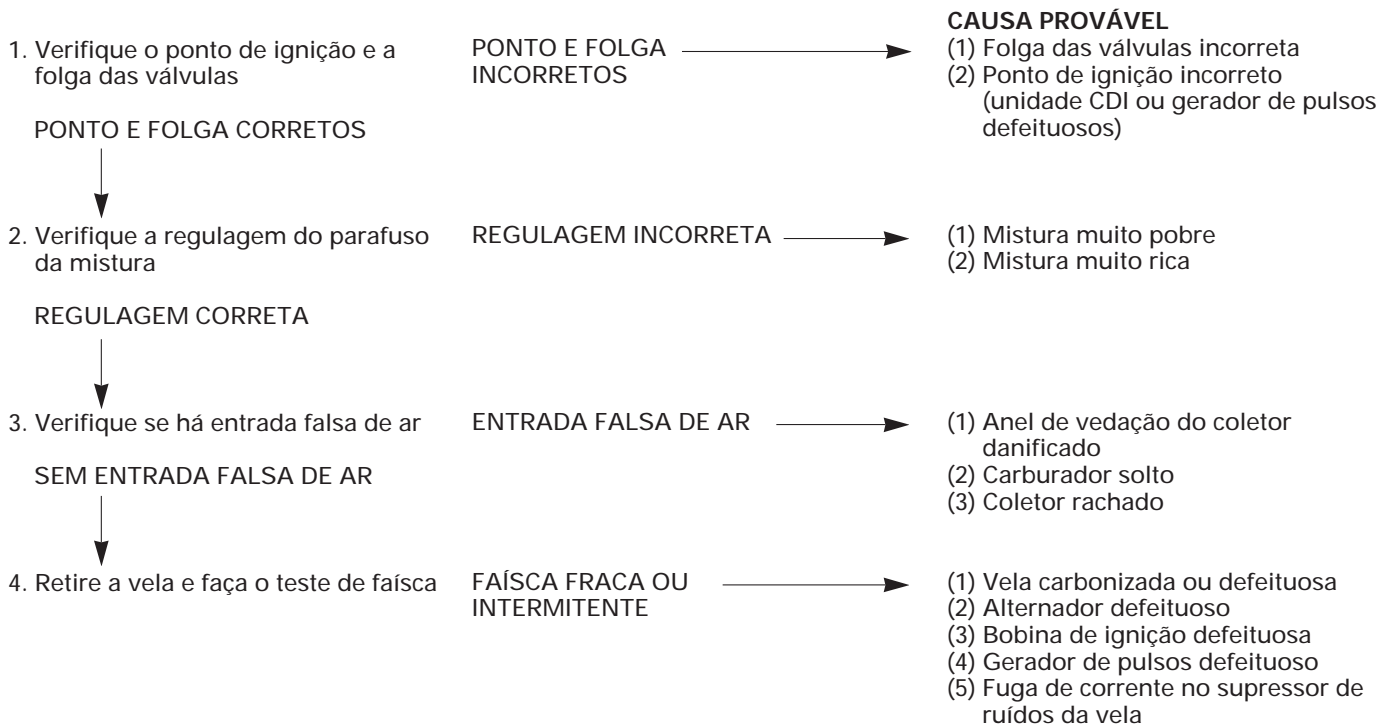 CAUSA PROVÁVEL
1. Verifique o ponto de ignição e a
folga das válvulas
PONTO E FOLGA
INCORRETOS
(1) Folga das válvulas incorreta
(2) Ponto de ignição incorreto
(unidade CDI ou gerador de pulsos
defeituosos)
PONTO E FOLGA CORRETOS
2. Verifique a regulagem do parafuso
da mistura
REGULAGEM INCORRETA
(1) Mistura muito pobre
(2) Mistura muito rica
REGULAGEM CORRETA
3. Verifique se há entrada falsa de ar
ENTRADA FALSA DE AR
(1) Anel de vedação do coletor
danificado
(2) Carburador solto
(3) Coletor rachado
SEM ENTRADA FALSA DE AR
4. Retire a vela e faça o teste de faísca
FAÍSCA FRACA OU
INTERMITENTE
(1) Vela carbonizada ou defeituosa
(2) Alternador defeituoso
(3) Bobina de ignição defeituosa
(4) Gerador de pulsos defeituoso
(5) Fuga de corrente no supressor de
ruídos da vela